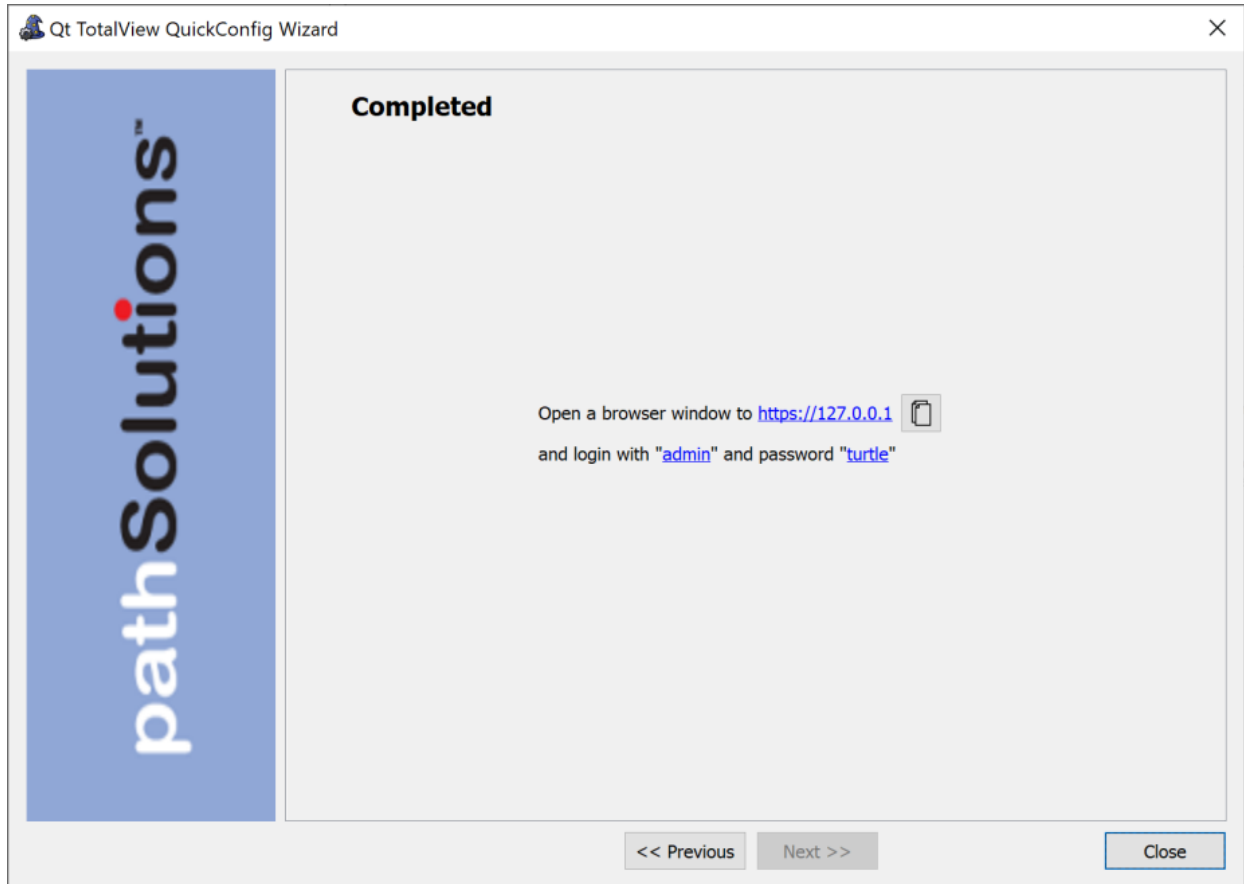 Qt TotalView QuickConfig Wizard
pathSolutions™
Completed
Open a browser window to https://127.0.0.1
and login with "admin" and password "turtle"
<< Previous
Next >>
Close